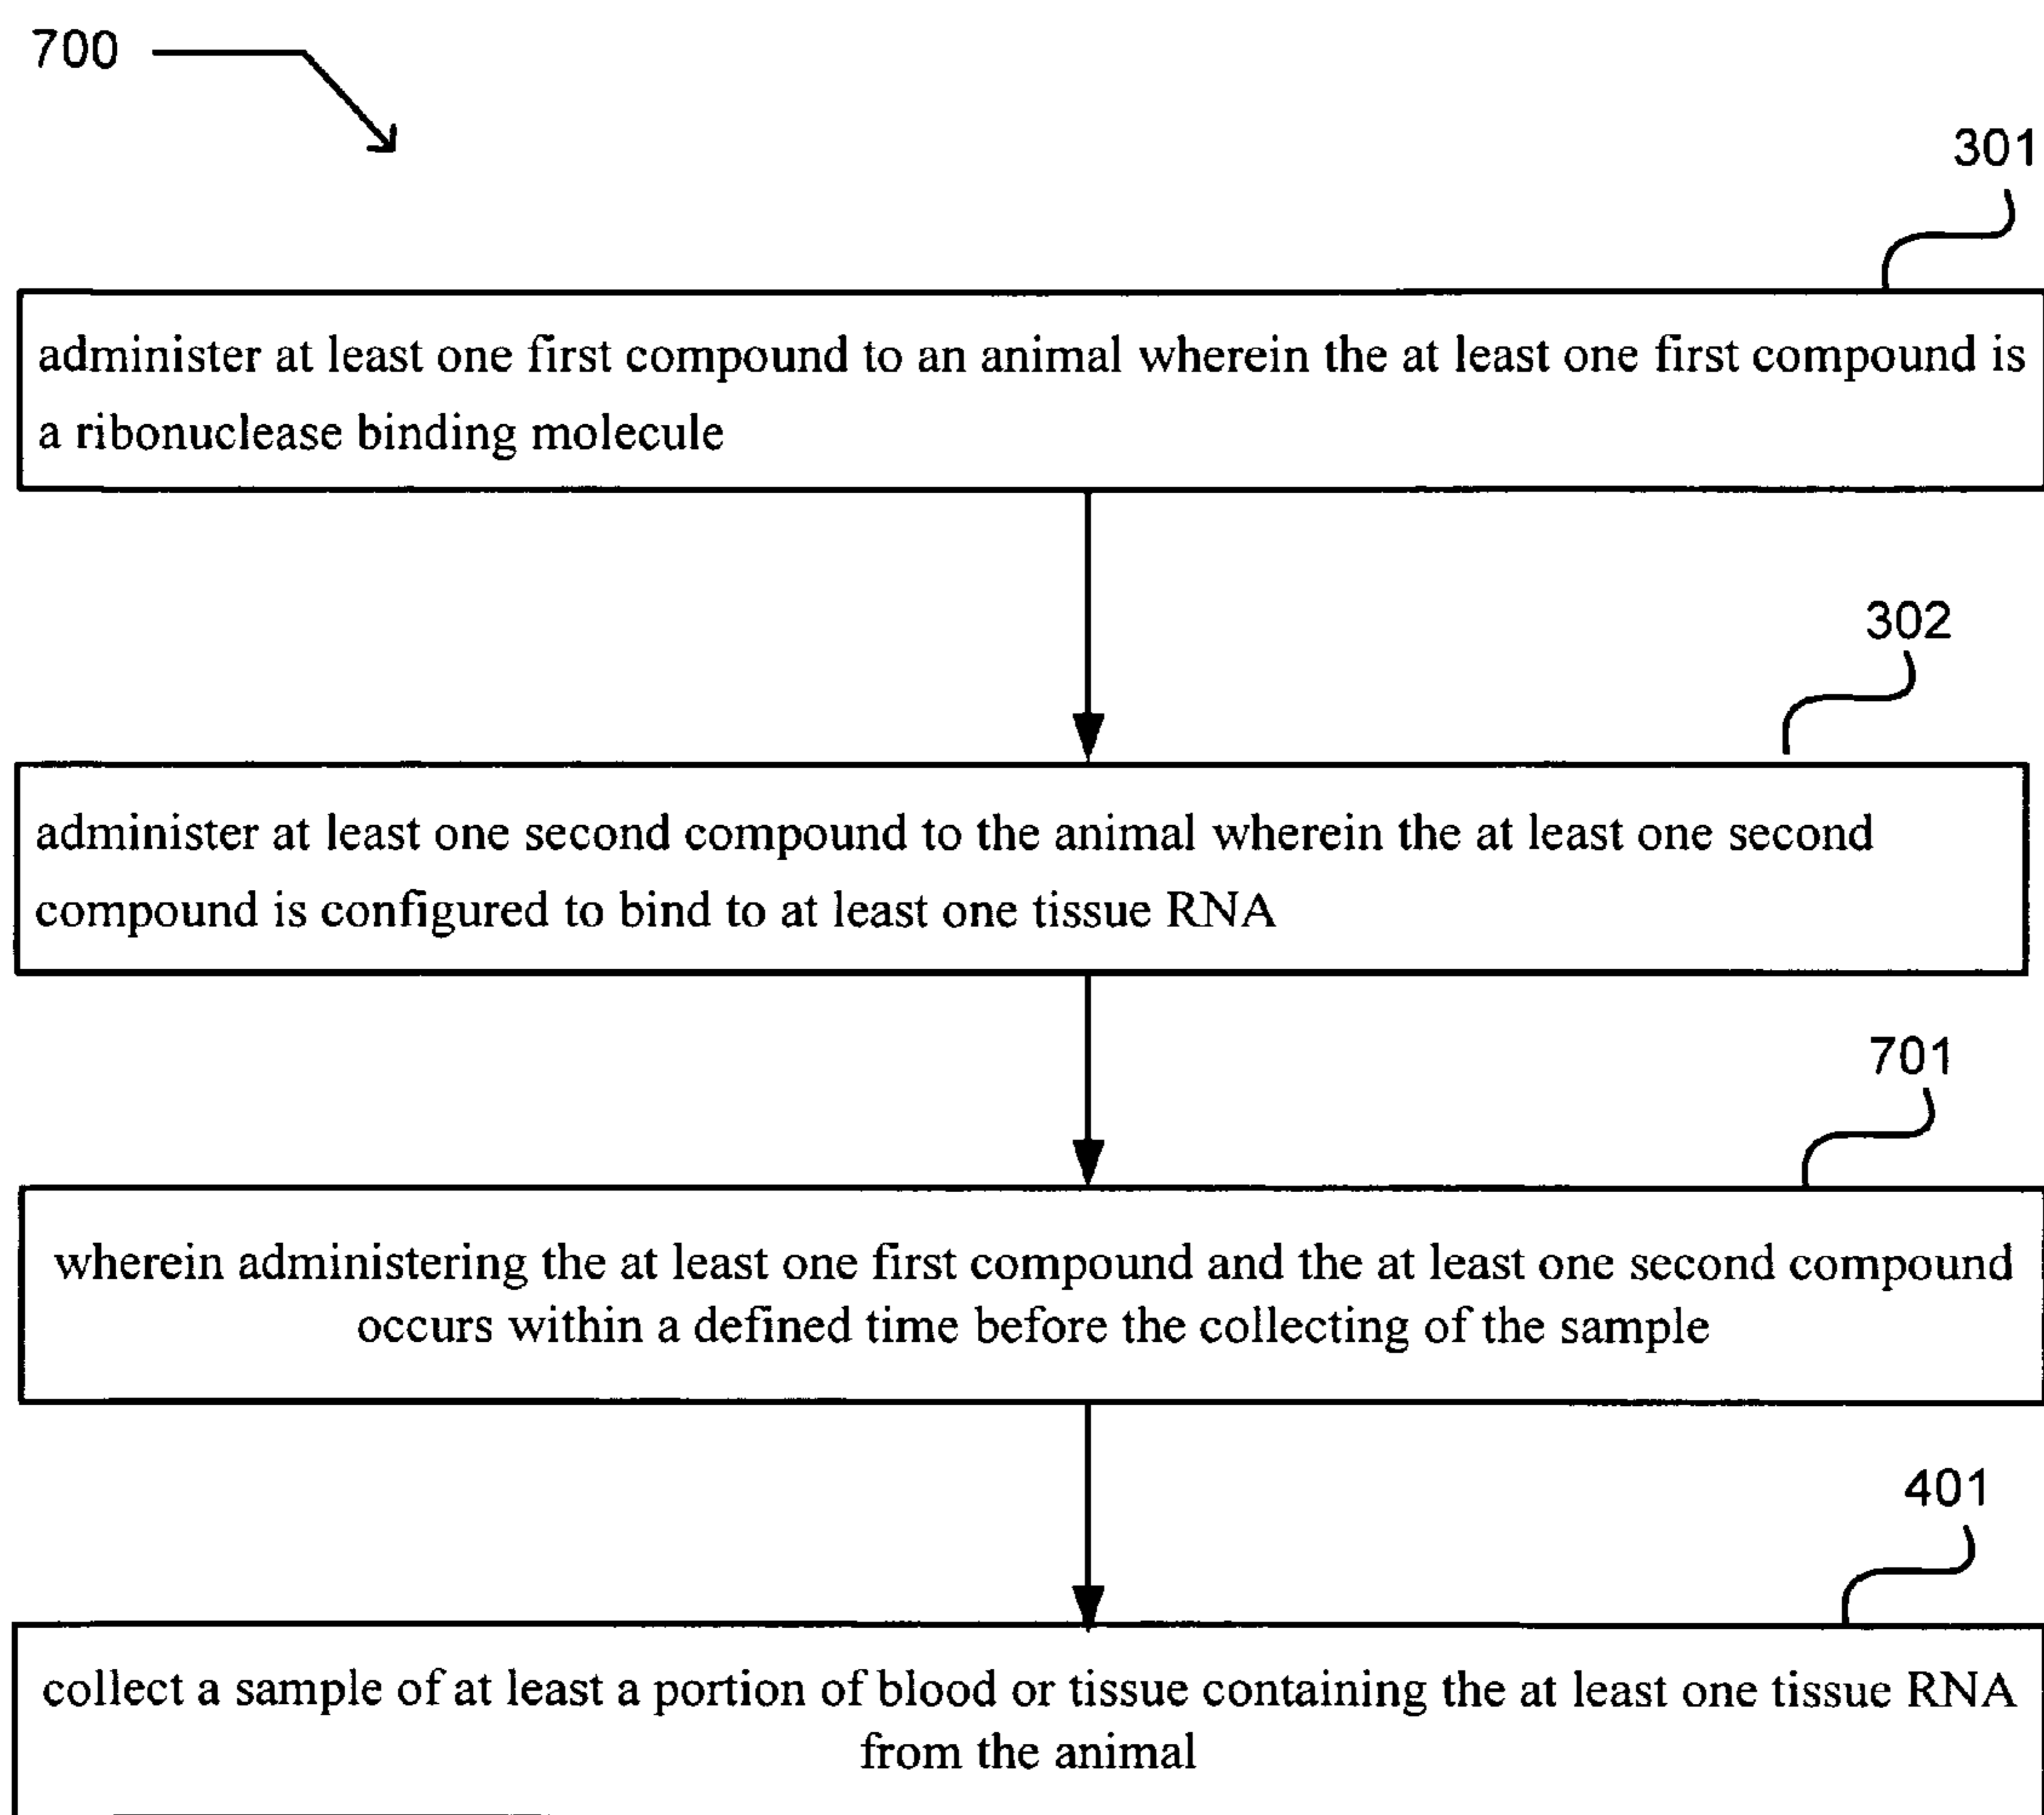 700
301
administer at least one first compound to an animal wherein the at least one first compound is
a ribonuclease binding molecule
302
administer at least one second compound to the animal wherein the at least one second
compound is configured to bind to at least one tissue RNA
701
wherein administering the at least one first compound and the at least one second compound
occurs within a defined time before the collecting of the sample
401
collect a sample of at least a portion of blood or tissue containing the at least one tissue RNA
from the animal